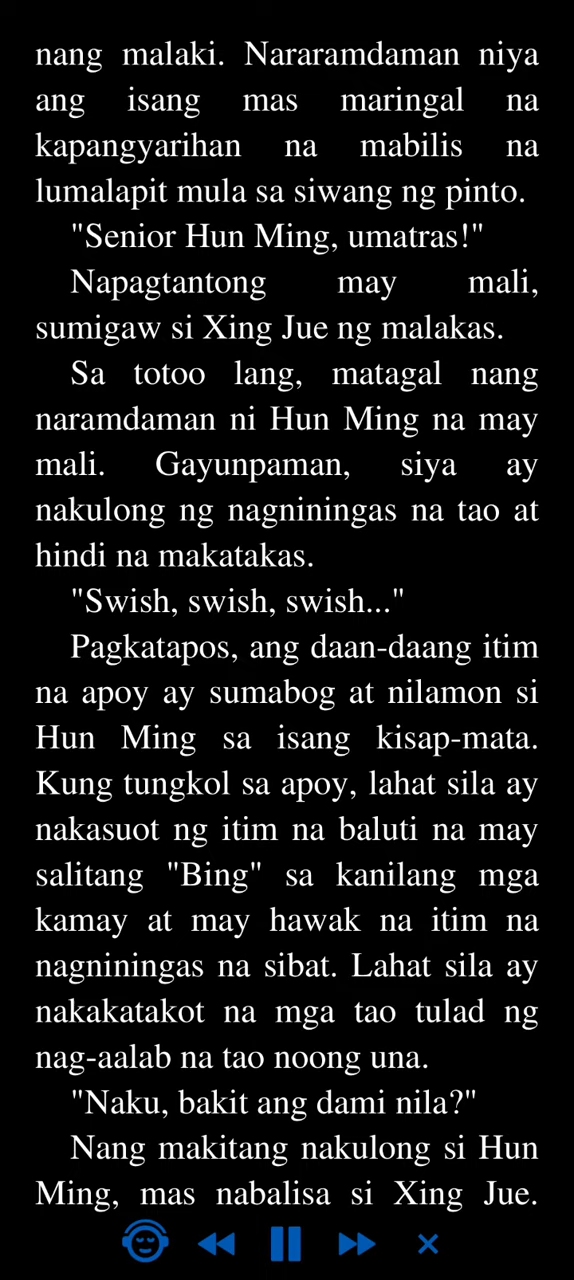 nang malaki. Nararamdaman niya
ang isang mas maringal na
kapangyarihan na mabilis na
lumalapit mula sa siwang ng pinto.
"Senior Hun Ming, umatras!"
Napagtantong may mali,
sumigaw si Xing Jue ng malakas.
Sa totoo lang, matagal nang
naramdaman ni Hun Ming na may
mali. Gayunpaman, siya ay
nakulong ng nagniningas na tao at
hindi na makatakas.
"Swish, swish, swish..."
Pagkatapos, ang daan-daang itim
na apoy ay sumabog at nilamon si
Hun Ming sa isang kisap-mata.
Kung tungkol sa apoy, lahat sila ay
nakasuot ng itim na baluti na may
salitang "Bing" sa kanilang mga
kamay at may hawak na itim na
nagniningas na sibat. Lahat sila ay
nakakatakot na mga tao tulad ng
nag-aalab na tao noong una.
"Naku, bakit ang dami nila?"
Nang makitang nakulong si Hun
Ming, mas nabalisa si Xing Jue.